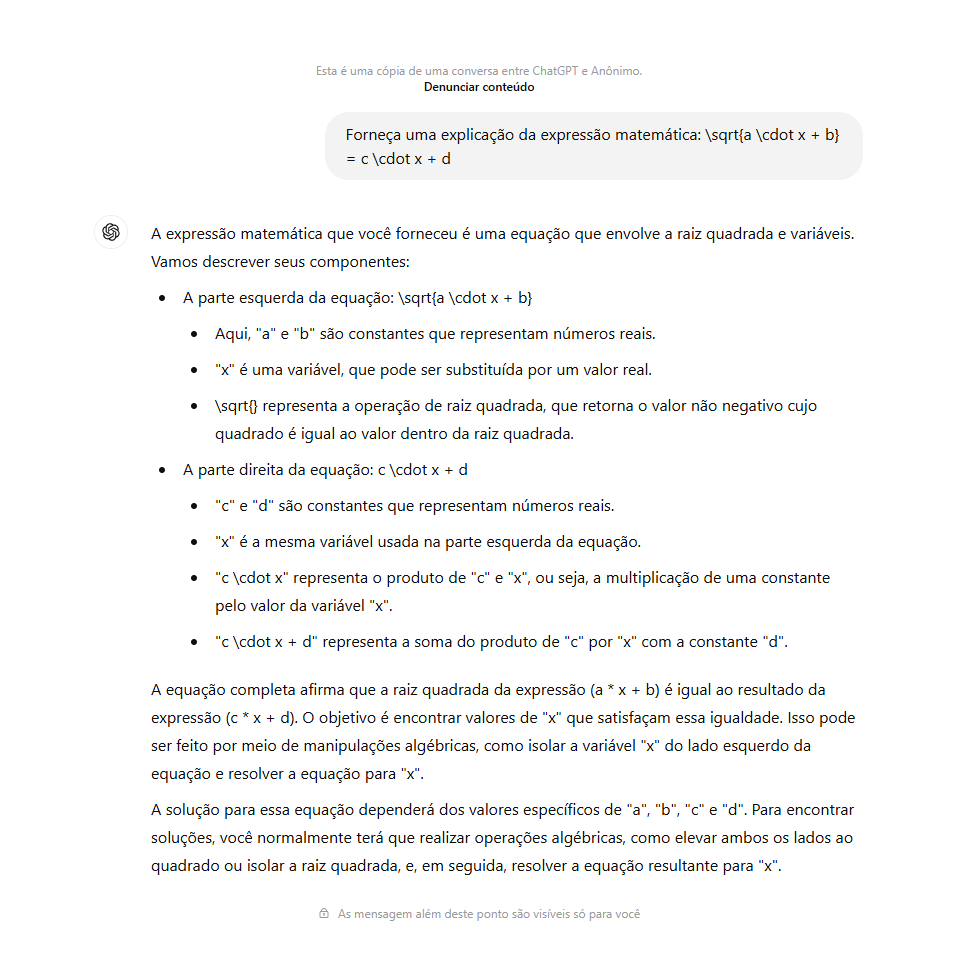 Esta é uma cópia de uma conversa entre ChatGPT e Anônimo.
Denunciar conteúdo
Forneça uma explicação da expressão matemática: \sqrt{a \cdot x + b}
= c \cdot x + d
A expressão matemática que você forneceu é uma equação que envolve a raiz quadrada e variáveis.
Vamos descrever seus componentes:
• A parte esquerda da equação: \sqrt{a \cdot x + b}
• Aqui, "a" e "b" são constantes que representam números reais.
• "x" é uma variável, que pode ser substituída por um valor real.
• \sqrt{} representa a operação de raiz quadrada, que retorna o valor não negativo cujo
quadrado é igual ao valor dentro da raiz quadrada.
• A parte direita da equação: c \cdot x + d
• "c" e "d" são constantes que representam números reais.
• "x" é a mesma variável usada na parte esquerda da equação.
• "c \cdot x" representa o produto de "c" e "x", ou seja, a multiplicação de uma constante
pelo valor da variável "x".
• "c \cdot x + d" representa a soma do produto de "c" por "x" com a constante "d".
A equação completa afirma que a raiz quadrada da expressão (a * x + b) é igual ao resultado da
expressão (c * x + d). O objetivo é encontrar valores de "x" que satisfaçam essa igualdade. Isso pode
ser feito por meio de manipulações algébricas, como isolar a variável "x" do lado esquerdo da
equação e resolver a equação para "x".
A solução para essa equação dependerá dos valores específicos de "a", "b", "c" e "d". Para encontrar
soluções, você normalmente terá que realizar operações algébricas, como elevar ambos os lados ao
quadrado ou isolar a raiz quadrada, e, em seguida, resolver a equação resultante para "x".
As mensagem além deste ponto são visíveis só para você